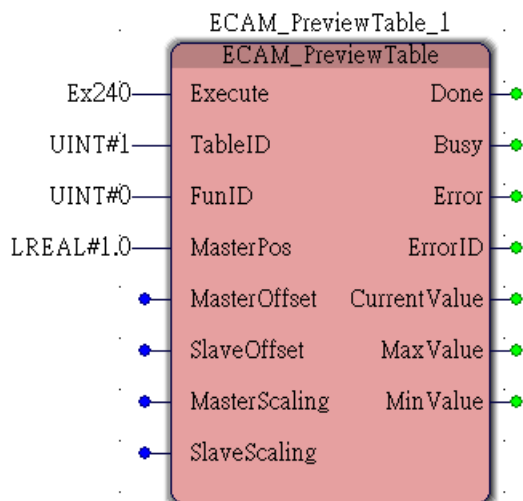 ECAM_PreviewTable_1
ECAM_PreviewTable
Ex240 Execute Done
UINT#1 TableID Busy
UINT#0 FunID Error
LREAL#1.0 MasterPos ErrorID
MasterOffset CurrentValue
SlaveOffset MaxValue
MasterScaling MinValue
SlaveScaling